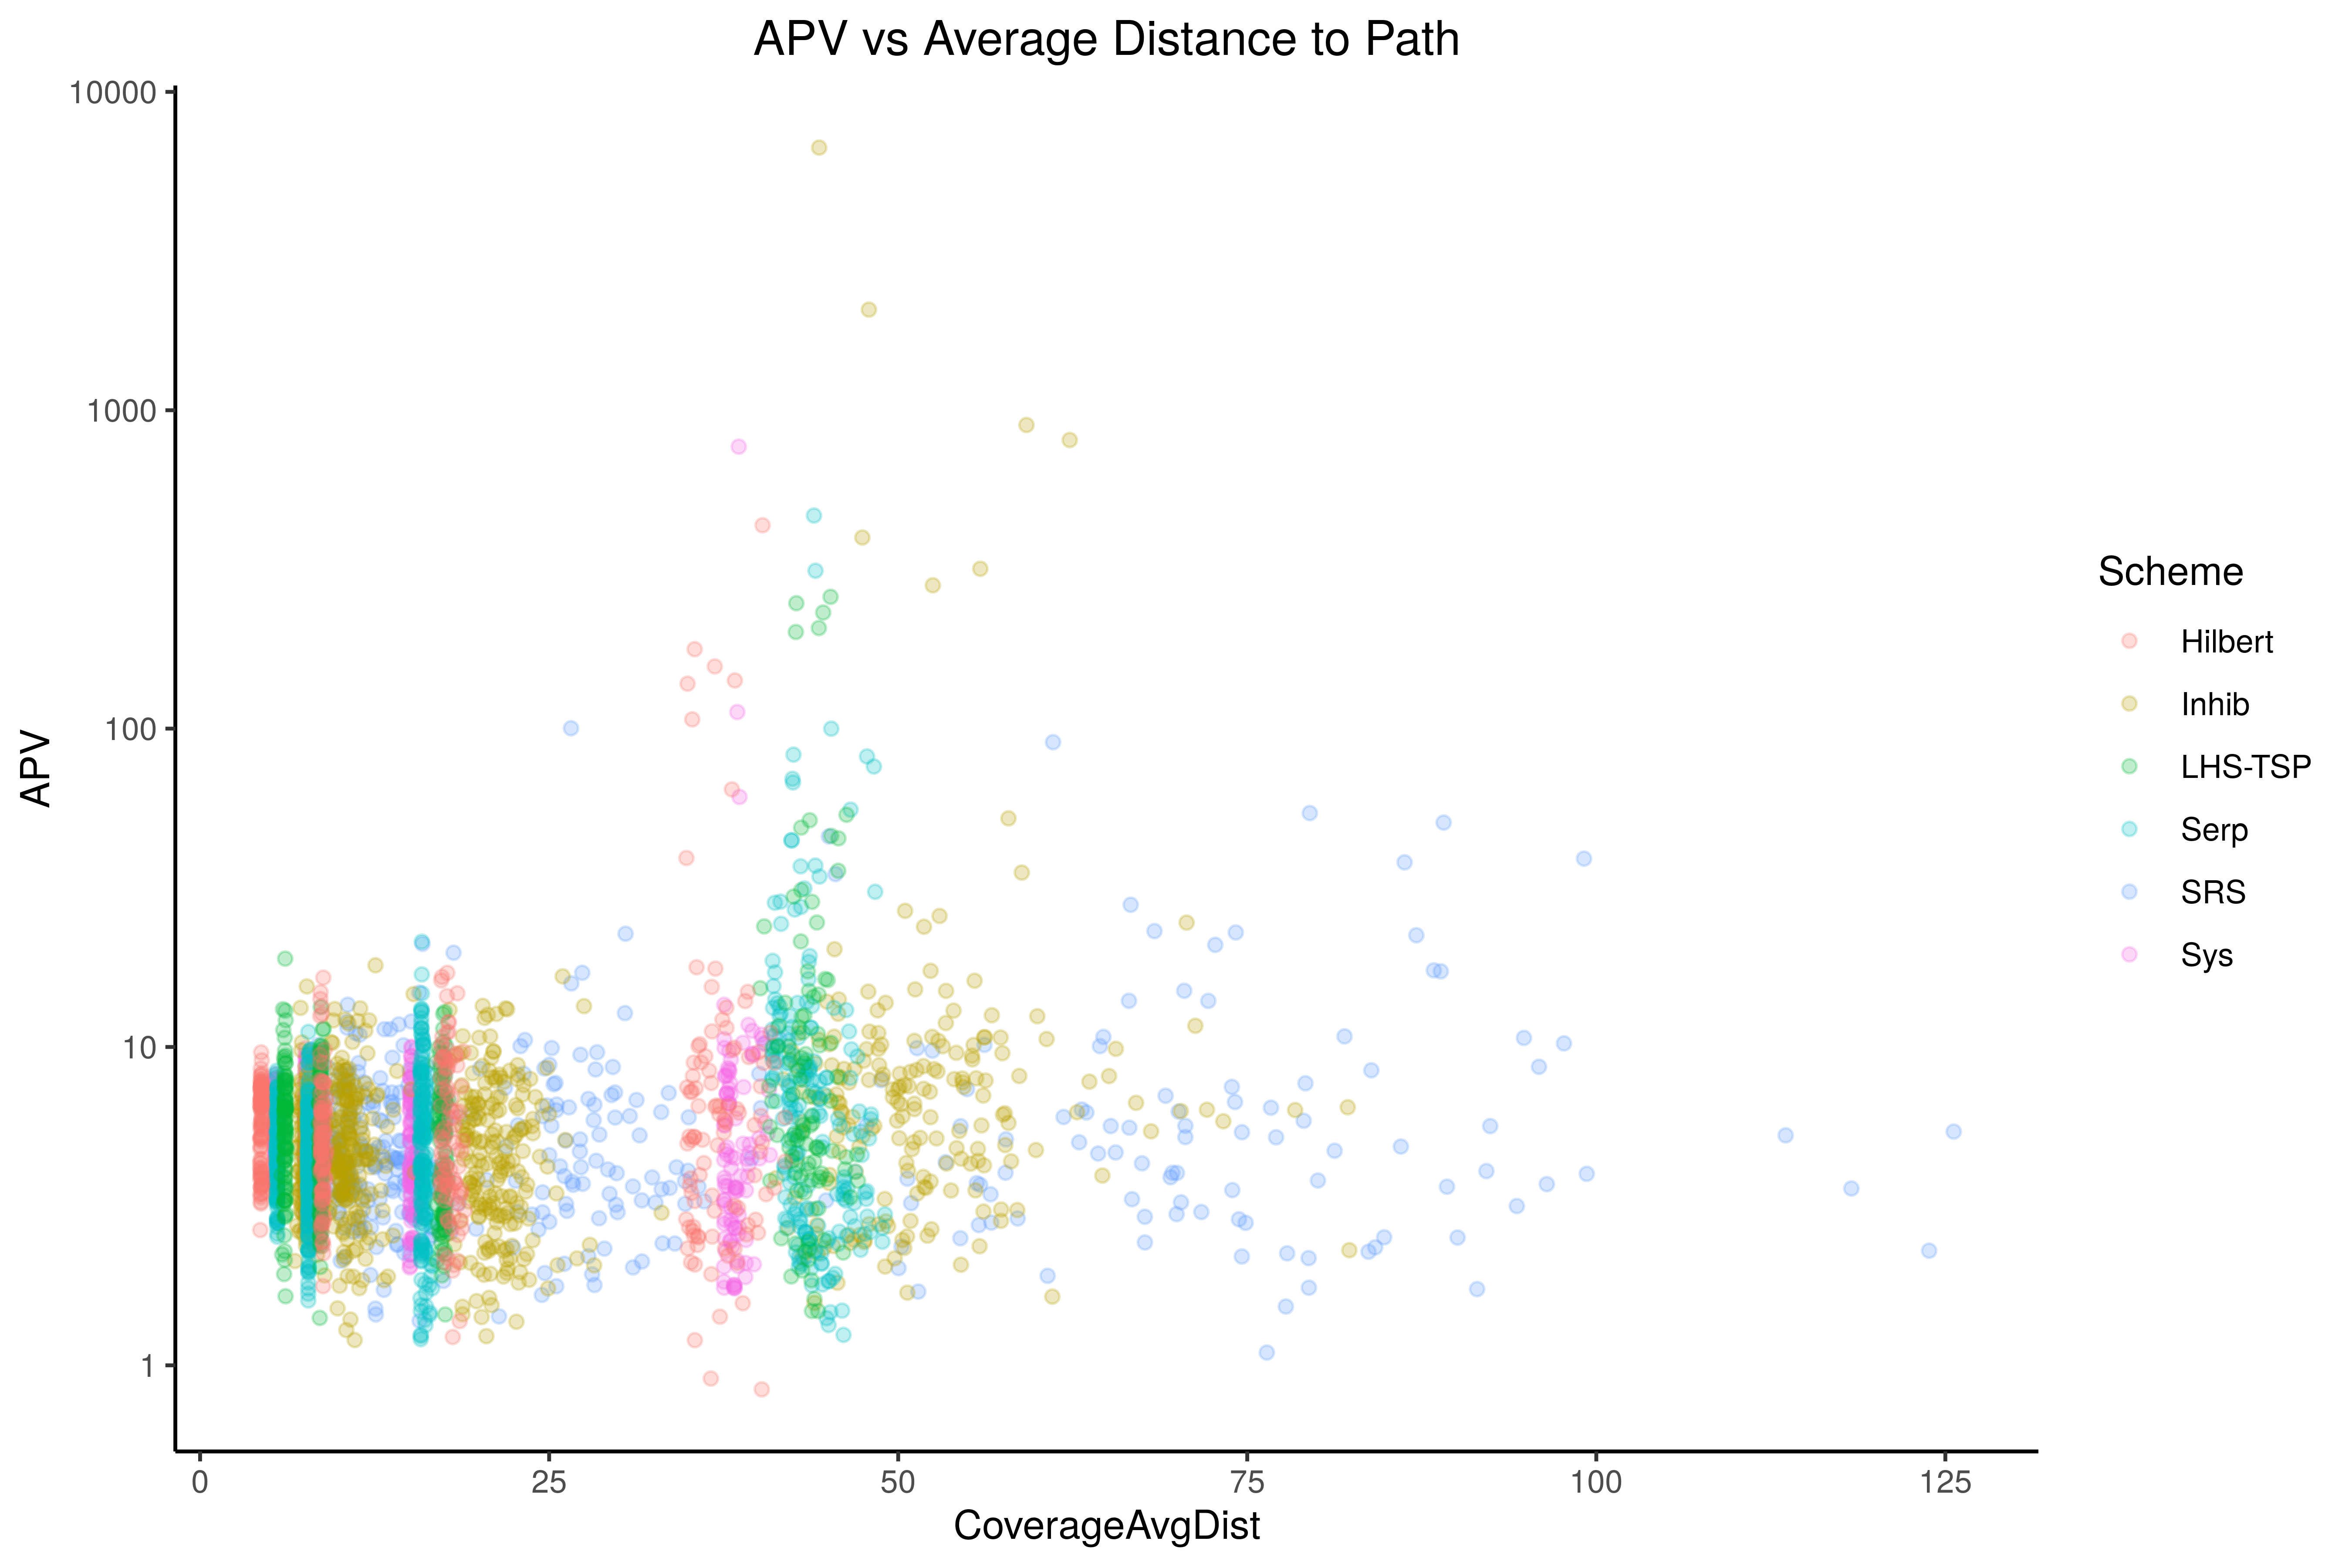 APV vs Average Distance to Path
10000
1000
100
10
1
APV
0 25 50 75 100 125
CoverageAvgDist
Scheme
Hilbert
Inhib
LHS-TSP
Serp
SRS
Sys